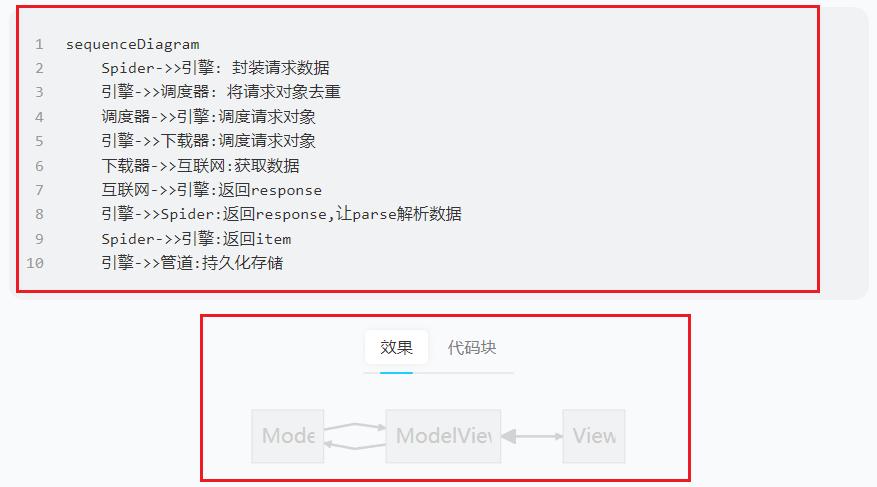 1 sequenceDiagram
2 Spider->>引擎: 封装请求数据
3 引擎->>调度器: 将请求对象去重
4 调度器->>引擎:调度请求对象
5 引擎->>下载器:调度请求对象
6 下载器->>互联网:获取数据
7 互联网->>引擎:返回response
8 引擎->>Spider:返回response,让parse解析数据
9 Spider->>引擎:返回item
10 引擎->>管道:持久化存储
效果 代码块
Mode ModelView View